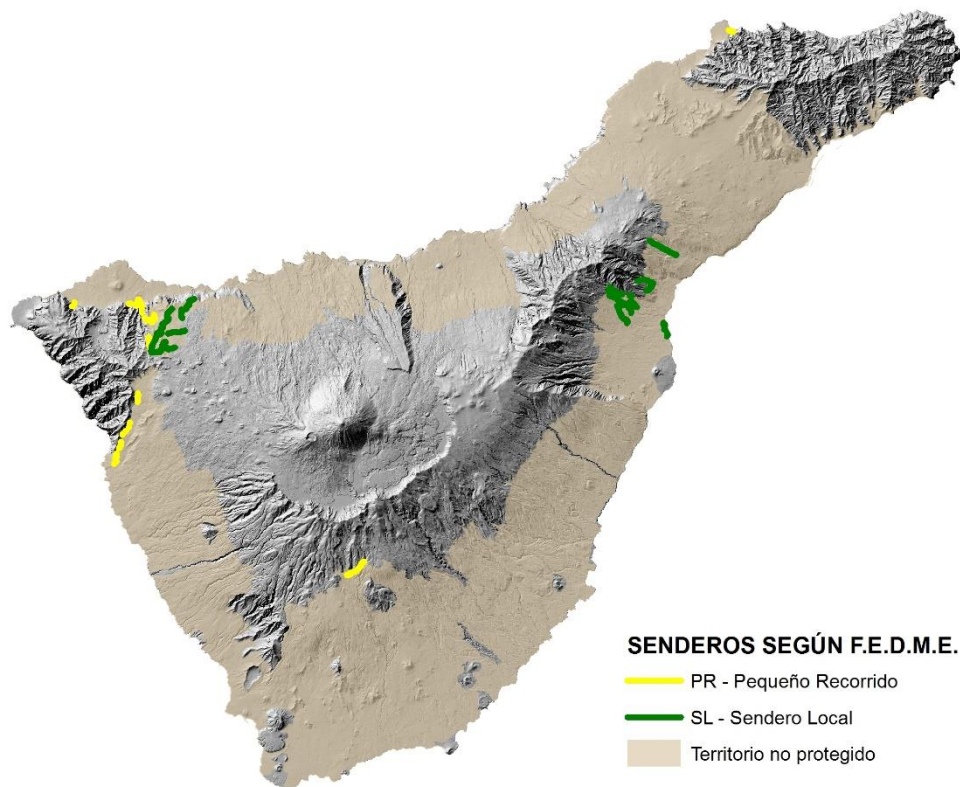 SENDEROS SEGÚN F.E.D.M.E.
PR - Pequeño Recorrido
SL - Sendero Local
Territorio no protegido